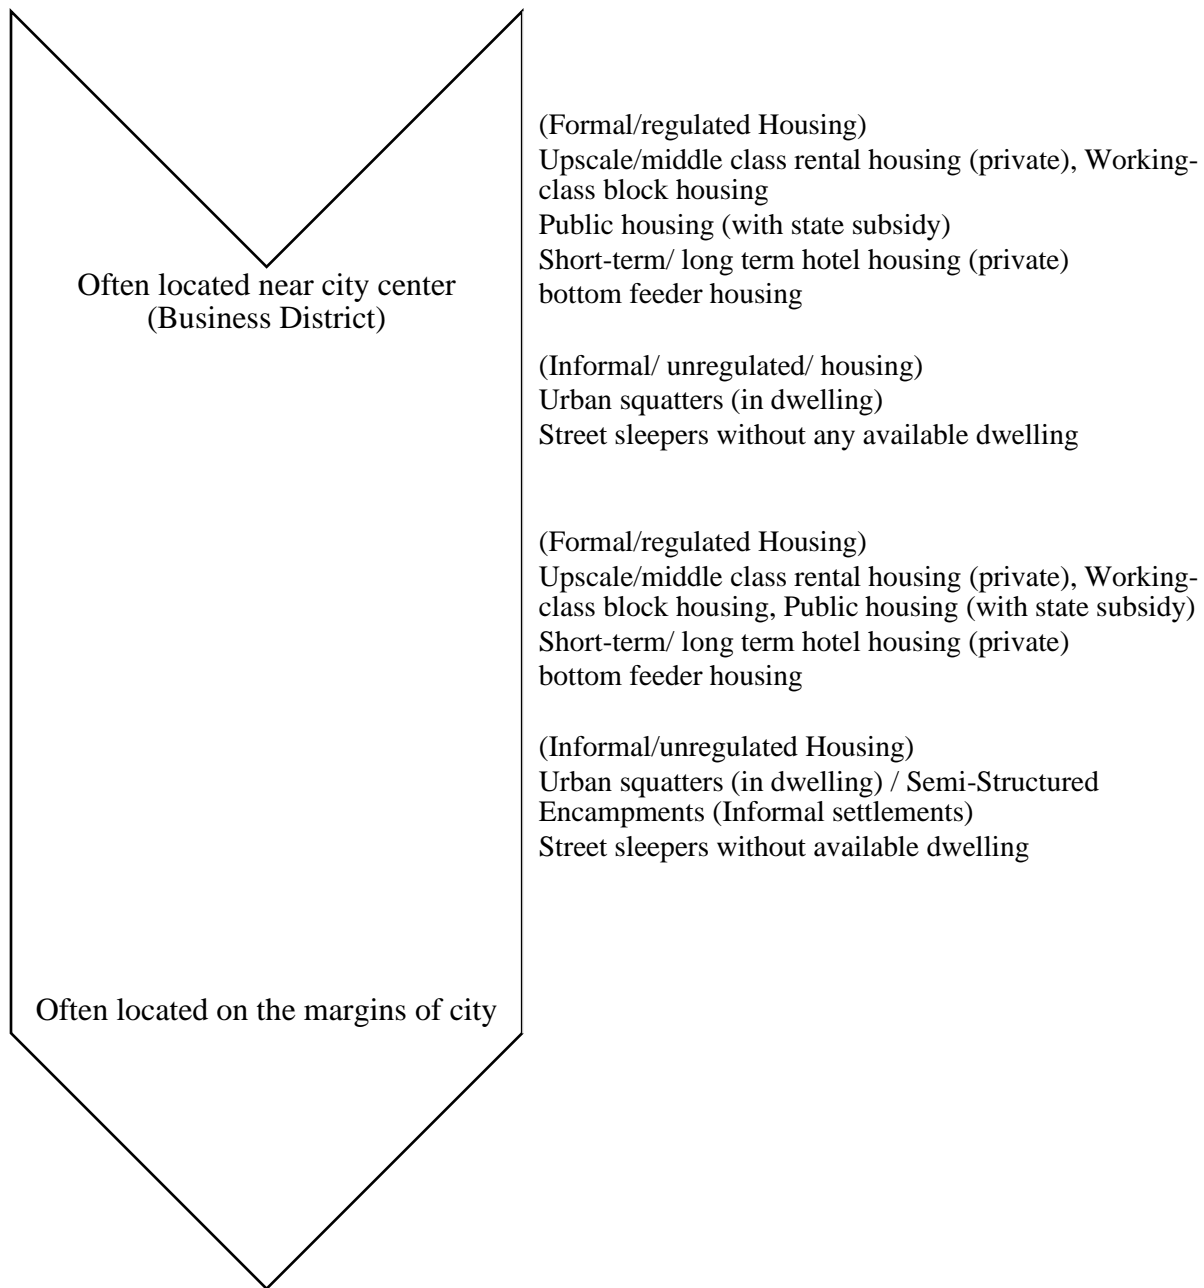 Often located near city center
(Business District)
Often located on the margins of city
(Formal/regulated Housing)
Upscale/middle class rental housing (private), Working-
class block housing
Public housing (with state subsidy)
Short-term/ long term hotel housing (private)
bottom feeder housing
(Informal/ unregulated/ housing)
Urban squatters (in dwelling)
Street sleepers without any available dwelling
(Formal/regulated Housing)
Upscale/middle class rental housing (private), Working-
class block housing, Public housing (with state subsidy)
Short-term/ long term hotel housing (private)
bottom feeder housing
(Informal/unregulated Housing)
Urban squatters (in dwelling) / Semi-Structured
Encampments (Informal settlements)
Street sleepers without available dwelling